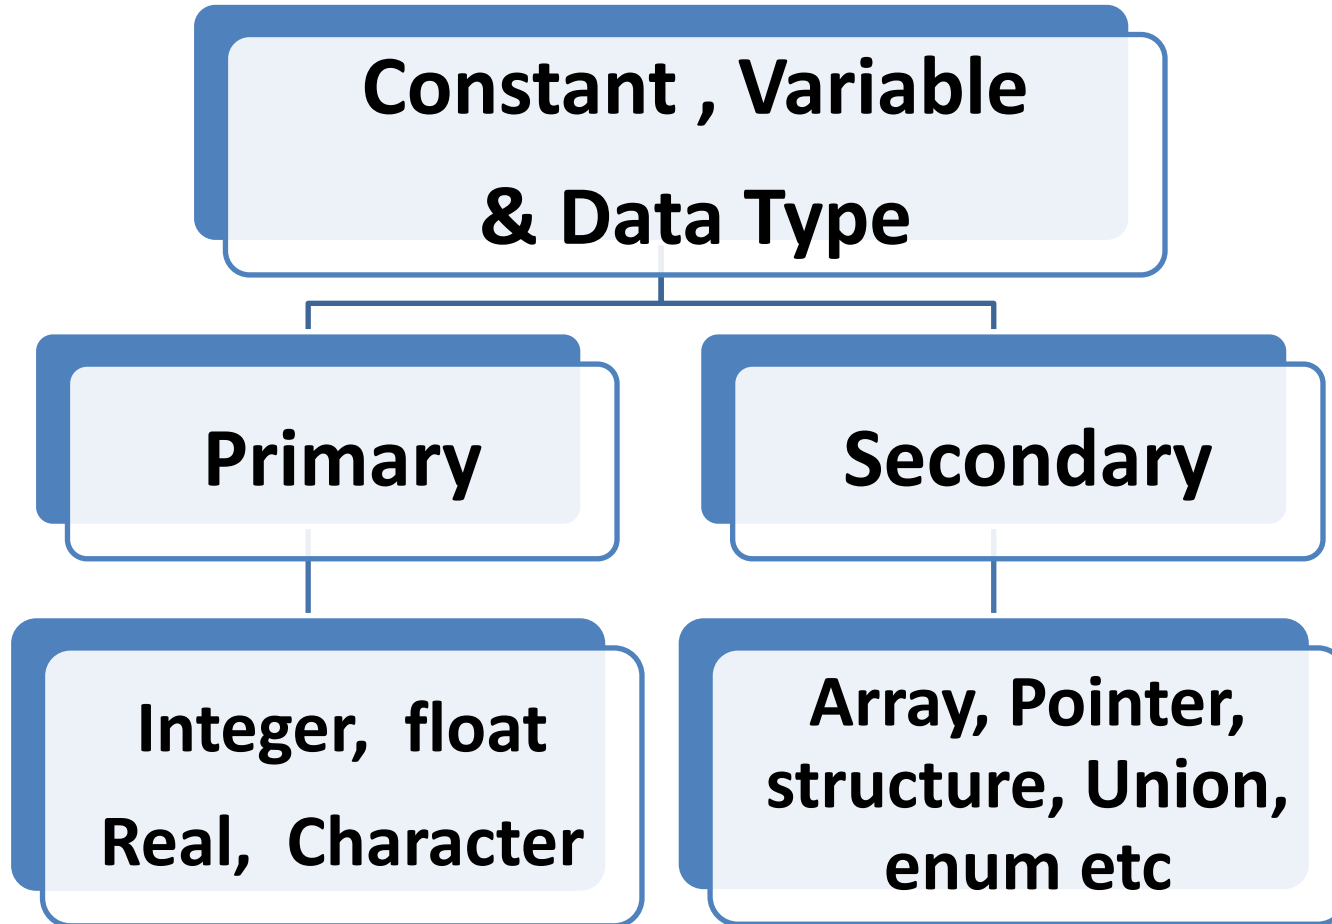 Constant , Variable
& Data Type
Primary
Secondary
Integer, float
Real, Character
Array, Pointer,
structure, Union,
enum etc